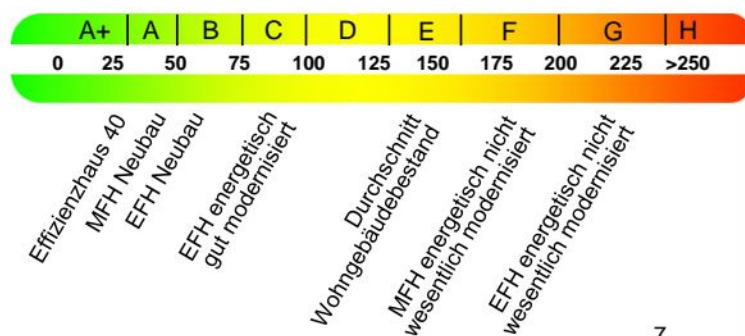 A+ A B C D E F G H
0 25 50 75 100 125 150 175 200 225 >250
Effizienzhaus 40
MFH Neubau
EFH Neubau
EFH energetisch
gut modernisiert
Durchschnitt
Wohngebäudebestand
MFH energetisch nicht
wesentlich modernisiert
EFH energetisch nicht
wesentlich modernisiert
7